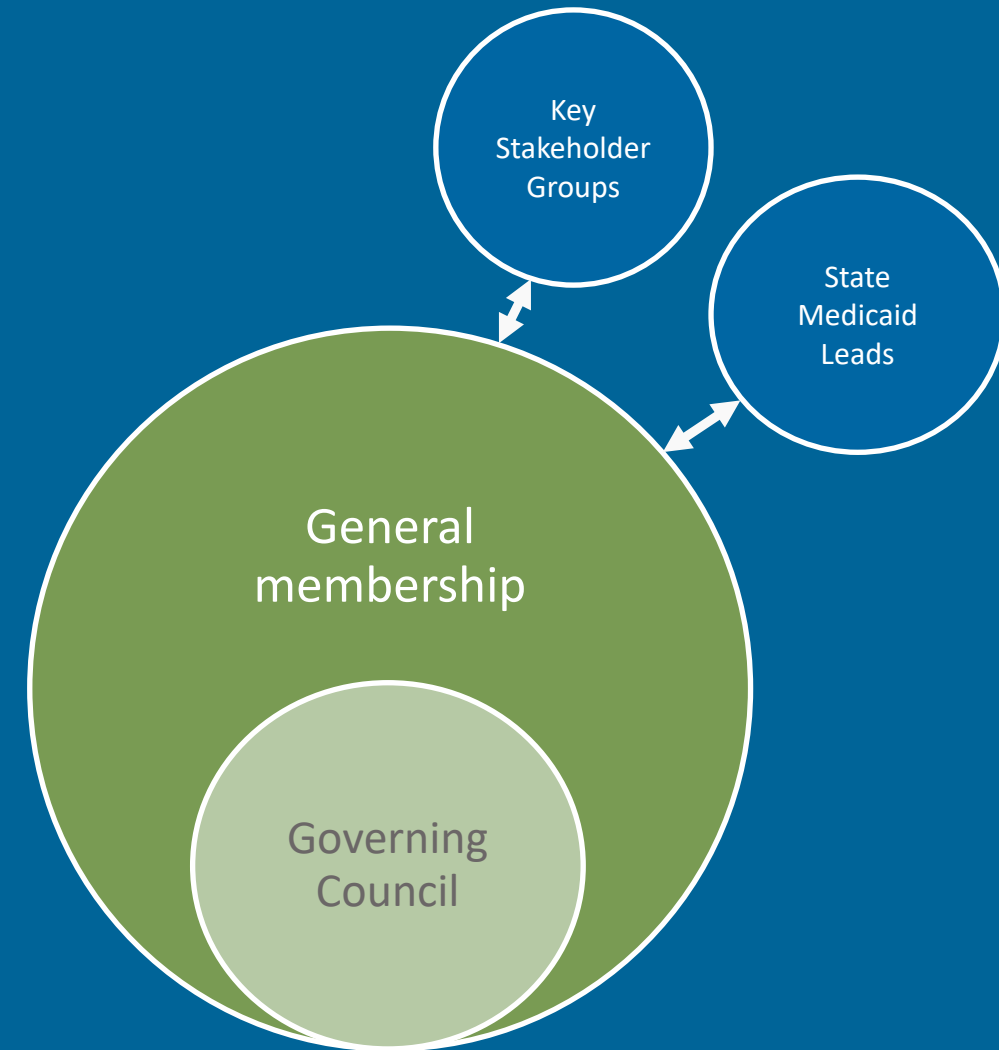 Key
Stakeholder
Groups
State
Medicaid
Leads
General
membership
Governing
Council